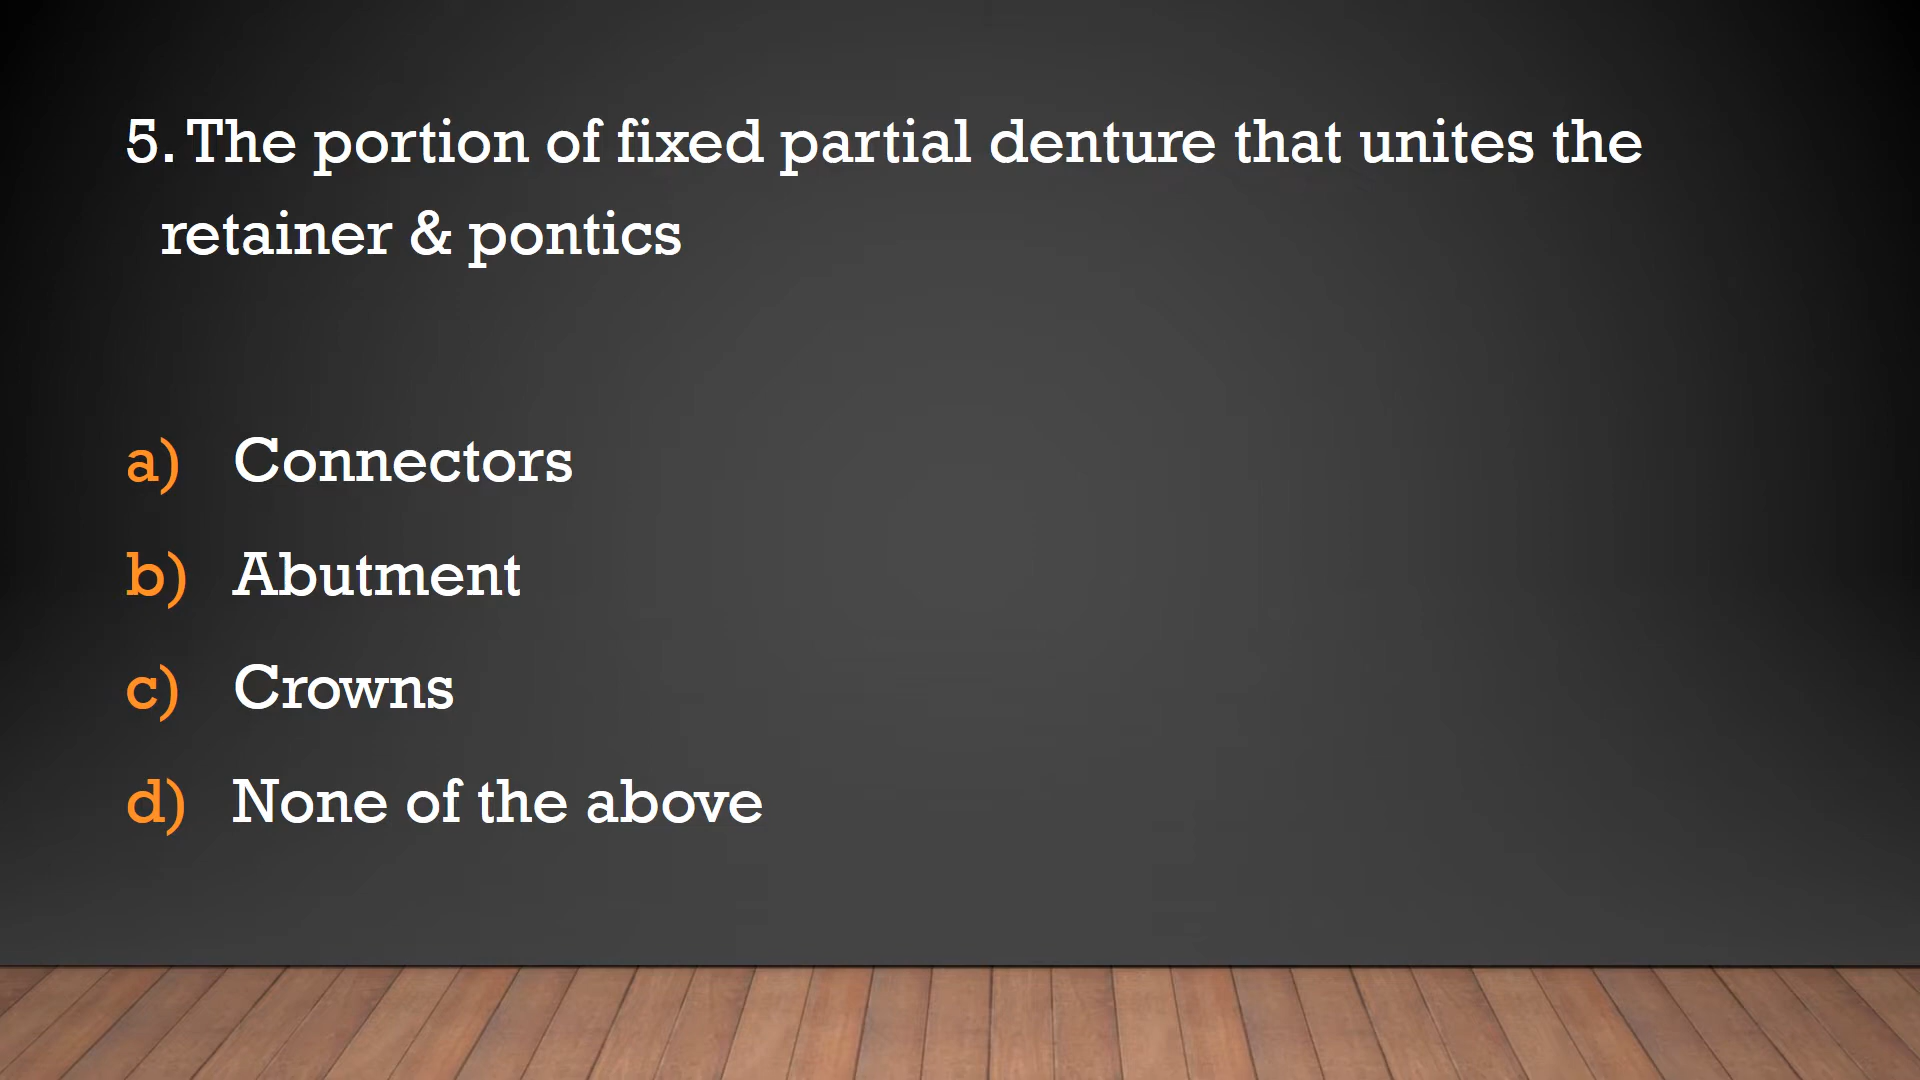 5. The portion of fixed partial denture that unites the
retainer & pontics
a) Connectors
b) Abutment
c) Crowns
d) None of the above